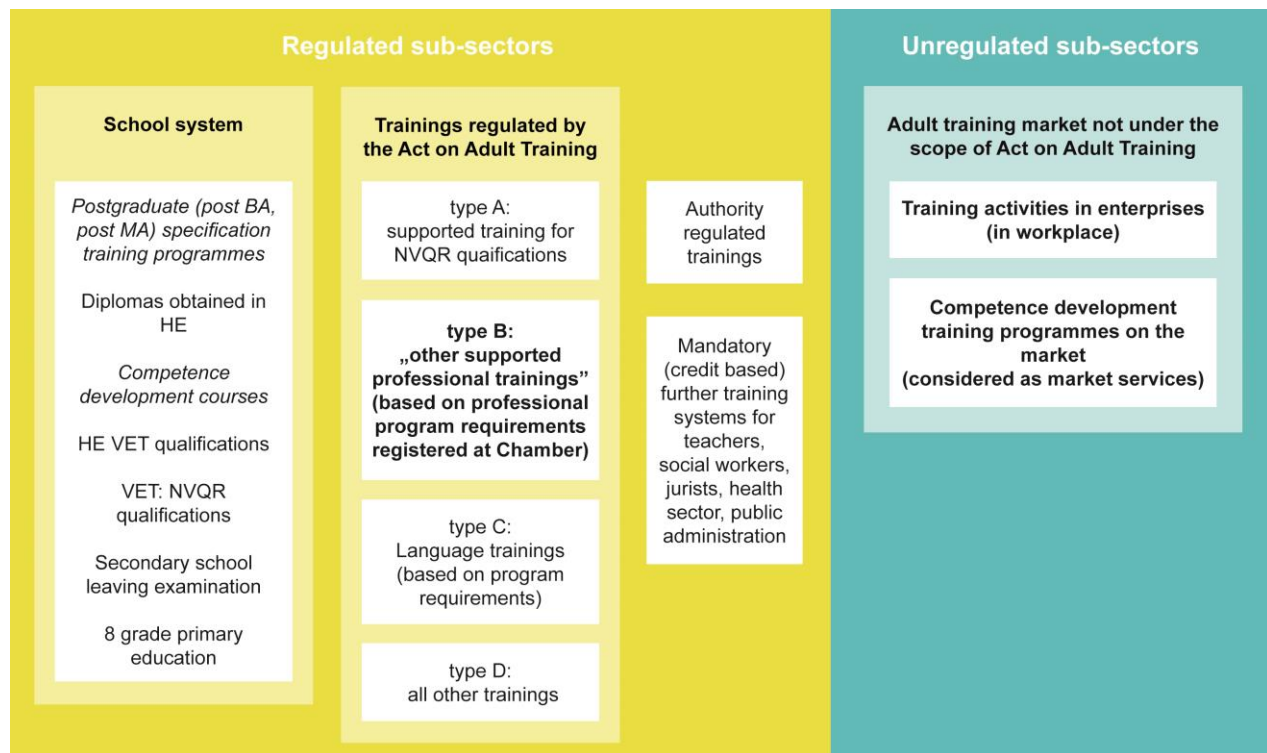 Regulated sub-sectors
School system
Postgraduate (post BA,
post MA) specification
training programmes
Diplomas obtained in
HE
Competence
development courses
HE VET qualifications
VET: NVQR
qualifications
Secondary school
leaving examination
8 grade primary
education
Trainings regulated by
the Act on Adult Training
type A:
supported training for
NVQR quaifications
type B:
„other supported
professional trainings”
(based on professional
program requirements
registered at Chamber)
type C:
Language trainings
(based on program
requirements)
type D:
all other trainings
Authority
regulated
trainings
Mandatory
(credit based)
further training
systems for
teachers,
social workers,
jurists, health
sector, public
administration
Unregulated sub-sectors
Adult training market not under the
scope of Act on Adult Training
Training activities in enterprises
(in workplace)
Competence development
training programmes on the
market
(considered as market services)